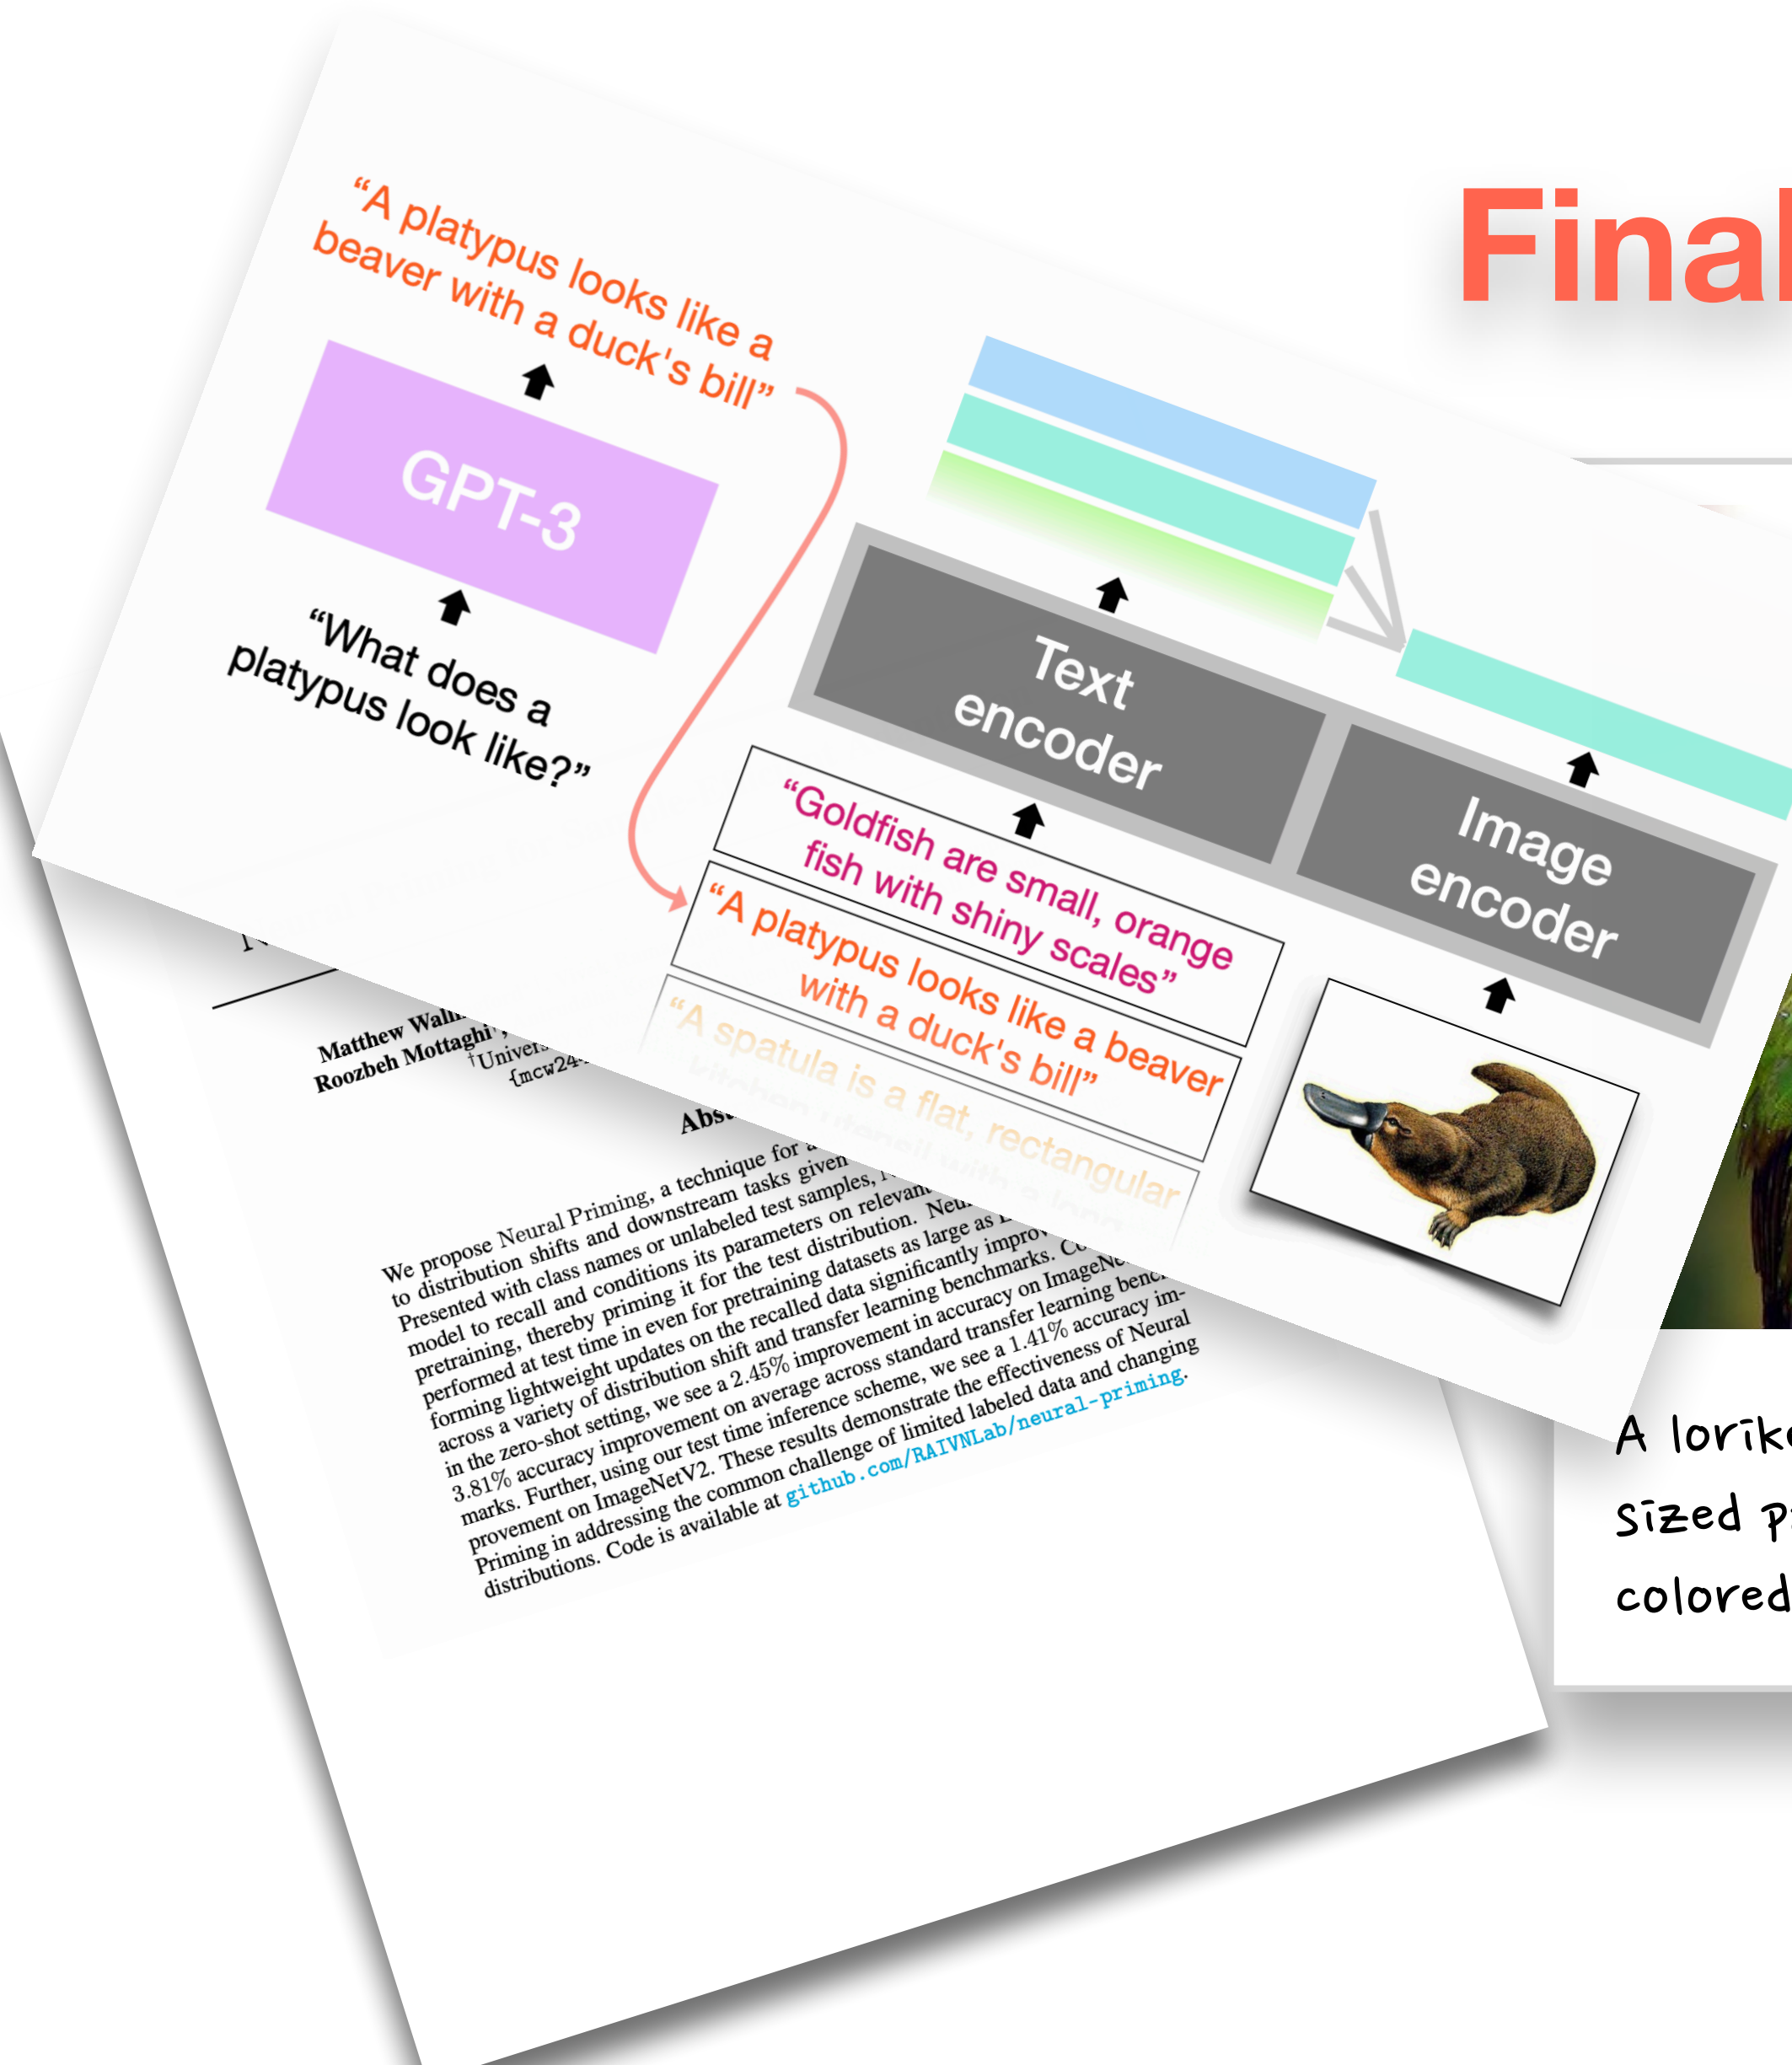 Final
“A platypus looks like a
beaver with a duck's bill”
GPT-3
“What does a
platypus look like?”
Text
encoder
Image
encoder
“Goldfish are small, orange
fish with shiny scales”
“A platypus looks like a beaver
with a duck's bill”
“A spatula is a flat, rectangular
kitchen utensil with a long
Matthew
Roozbeh Mottaghi
We propose Neural Priming, a technique for
to distribution shifts and downstream tasks given
Presented with class names or unlabeled test samples,
model to recall and conditions its parameters on relevant
pretraining, thereby priming it for the test distribution.
performed at test time in even for pretraining datasets as large as
forming lightweight updates on the recalled data significantly
across a variety of distribution shift and transfer learning benchmarks.
in the zero-shot setting, we see a 2.45% improvement in accuracy on
3.81% accuracy improvement on average across standard transfer learning
marks. Further, using our test time inference scheme, we see a 1.41% accuracy im-
provement on ImageNetV2. These results demonstrate the effectiveness of Neural
Priming in addressing the common challenge of limited labeled data and changing
distributions. Code is available at github.com/RAIVNLab/neural-priming.
A
sized
colored